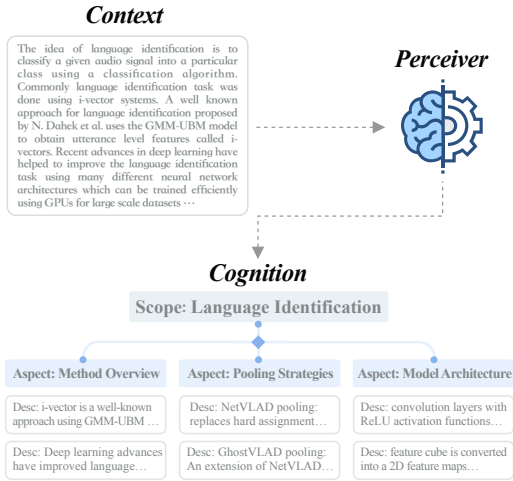 Context
The idea of language identification is to
classify a given audio signal into a particular
class using a classification algorithm.
Commonly language identification task was
done using i-vector systems. A well known
approach for language identification proposed
by N. Dahek et al. uses the GMM-UBM model
to obtain utterance level features called i-
vectors. Recent advances in deep learning have
helped to improve the language identification
task using many different neural network
architectures which can be trained efficiently
using GPUs for large scale datasets ···
Perceiver
Cognition
Scope: Language Identification
Aspect: Method Overview
Desc: i-vector is a well-known
approach using GMM-UBM …
Desc: Deep learning advances
have improved language…
Aspect: Pooling Strategies
Desc: NetVLAD pooling:
replaces hard assignment…
Desc: GhostVLAD pooling:
An extension of NetVLAD…
Aspect: Model Architecture
Desc: convolution layers with
ReLU activation functions…
Desc: feature cube is converted
into a 2D feature maps…